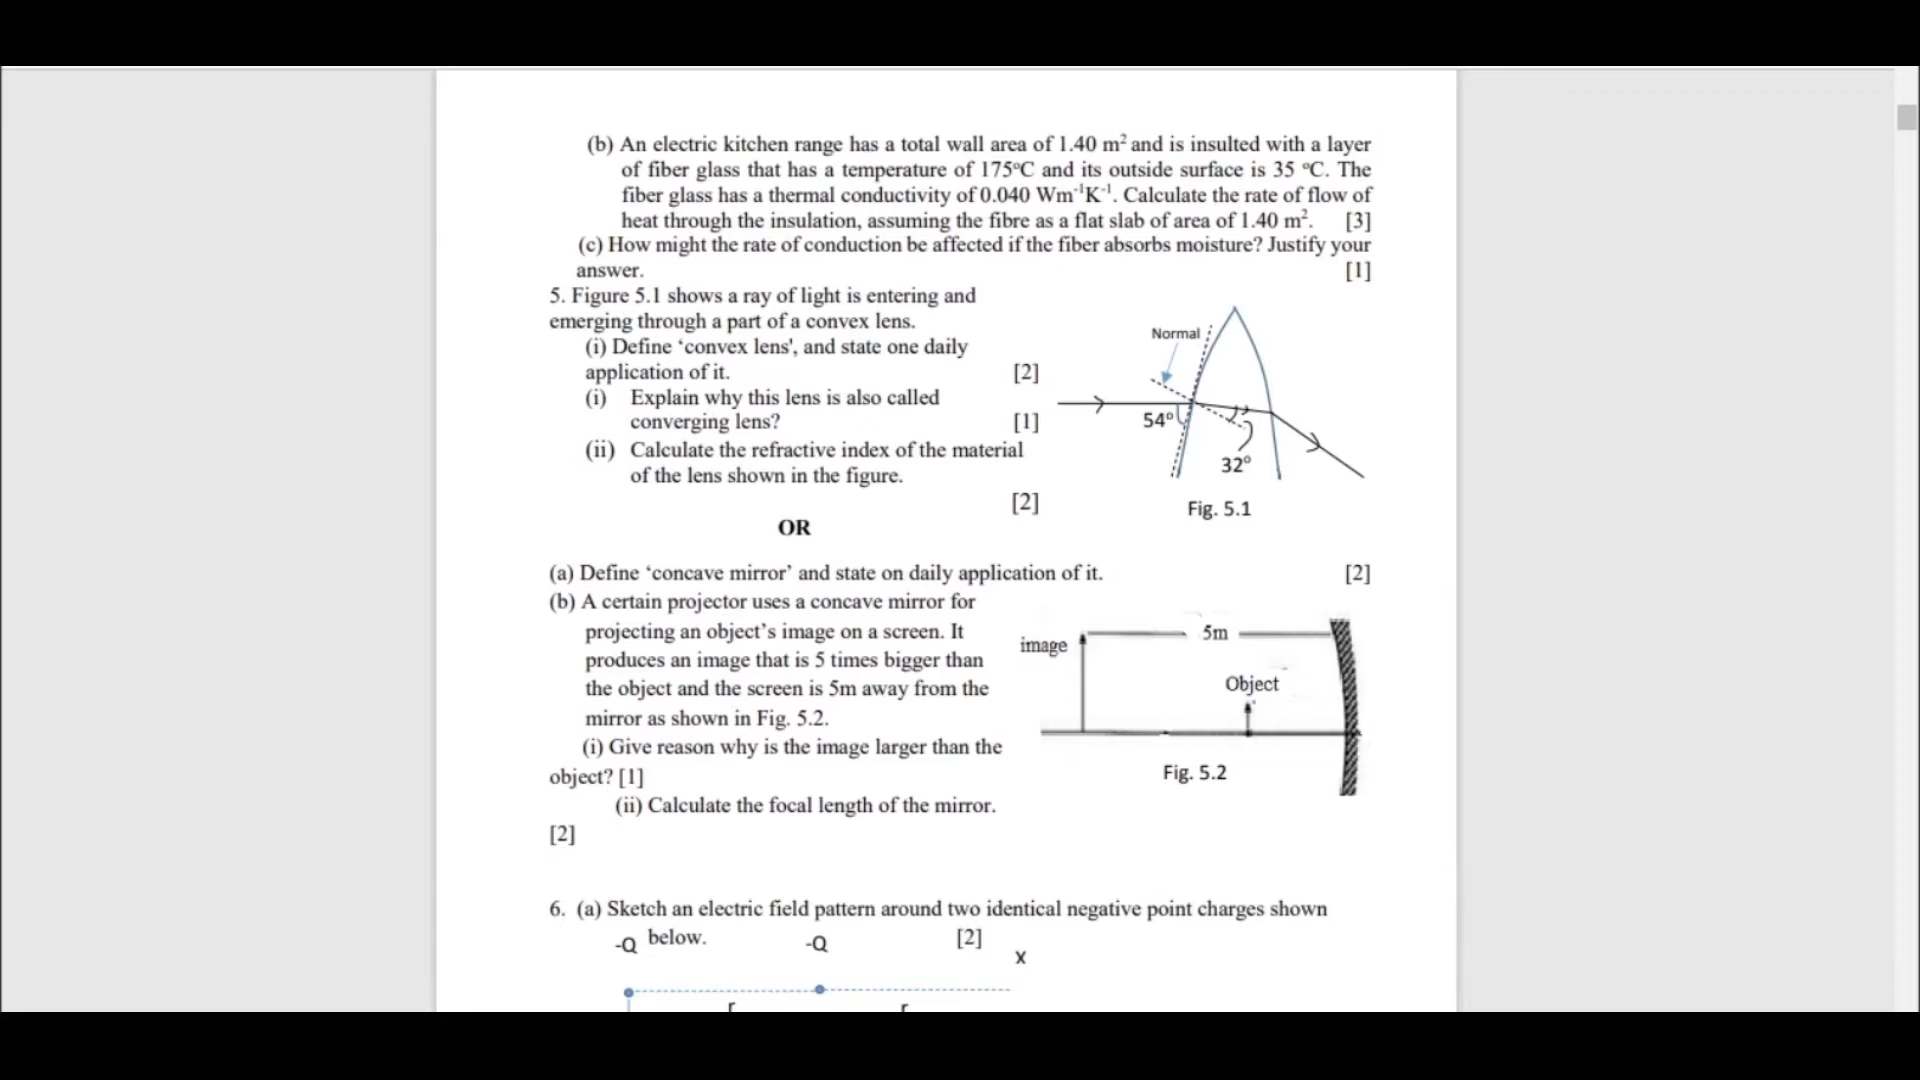 (b) An electric kitchen range has a total wall area of 1.40 m² and is insulted with a layer
of fiber glass that has a temperature of 175°C and its outside surface is 35 °C. The
fiber glass has a thermal conductivity of 0.040 Wm⁻¹K⁻¹. Calculate the rate of flow of
heat through the insulation, assuming the fibre as a flat slab of area of 1.40 m². [3]
(c) How might the rate of conduction be affected if the fiber absorbs moisture? Justify your
answer. [1]
5. Figure 5.1 shows a ray of light is entering and
emerging through a part of a convex lens.
(i) Define ‘convex lens', and state one daily
application of it. [2]
(i) Explain why this lens is also called
converging lens? [1]
(ii) Calculate the refractive index of the material
of the lens shown in the figure.
[2]
Normal
54°
32°
Fig. 5.1
OR
(a) Define ‘concave mirror’ and state on daily application of it. [2]
(b) A certain projector uses a concave mirror for
projecting an object’s image on a screen. It
produces an image that is 5 times bigger than
the object and the screen is 5m away from the
mirror as shown in Fig. 5.2.
(i) Give reason why is the image larger than the
object? [1]
(ii) Calculate the focal length of the mirror.
[2]
image
5m
Object
Fig. 5.2
6. (a) Sketch an electric field pattern around two identical negative point charges shown
below. [2]
-Q
-Q
X
r
r